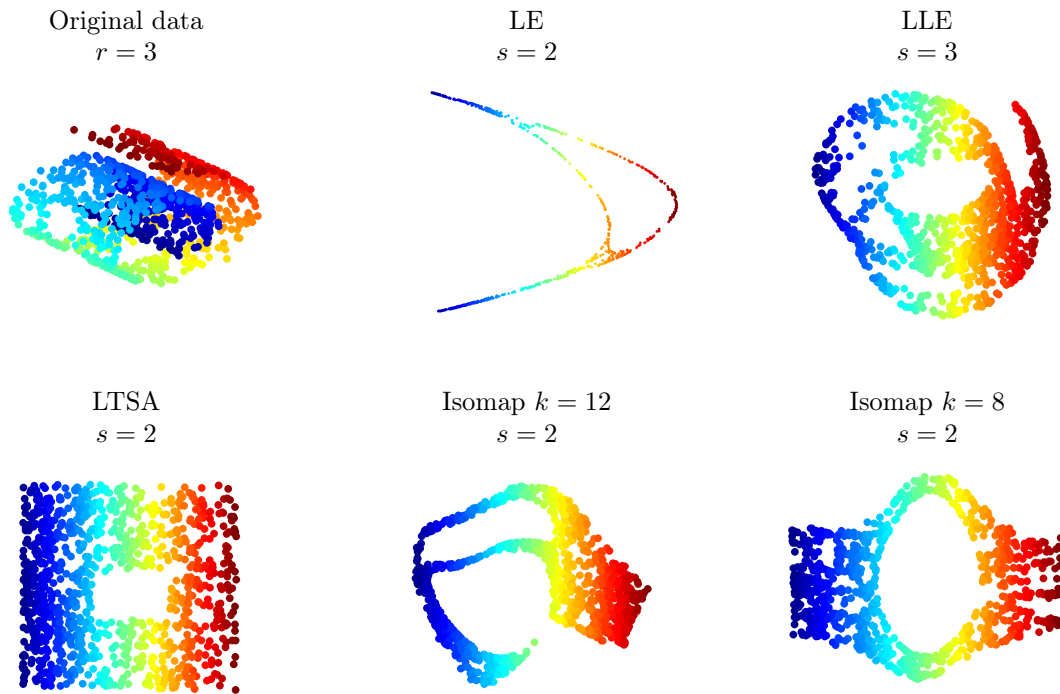 Original data
r = 3
LE
s = 2
LLE
s = 3
LTSA
s = 2
Isomap k = 12
s = 2
Isomap k = 8
s = 2